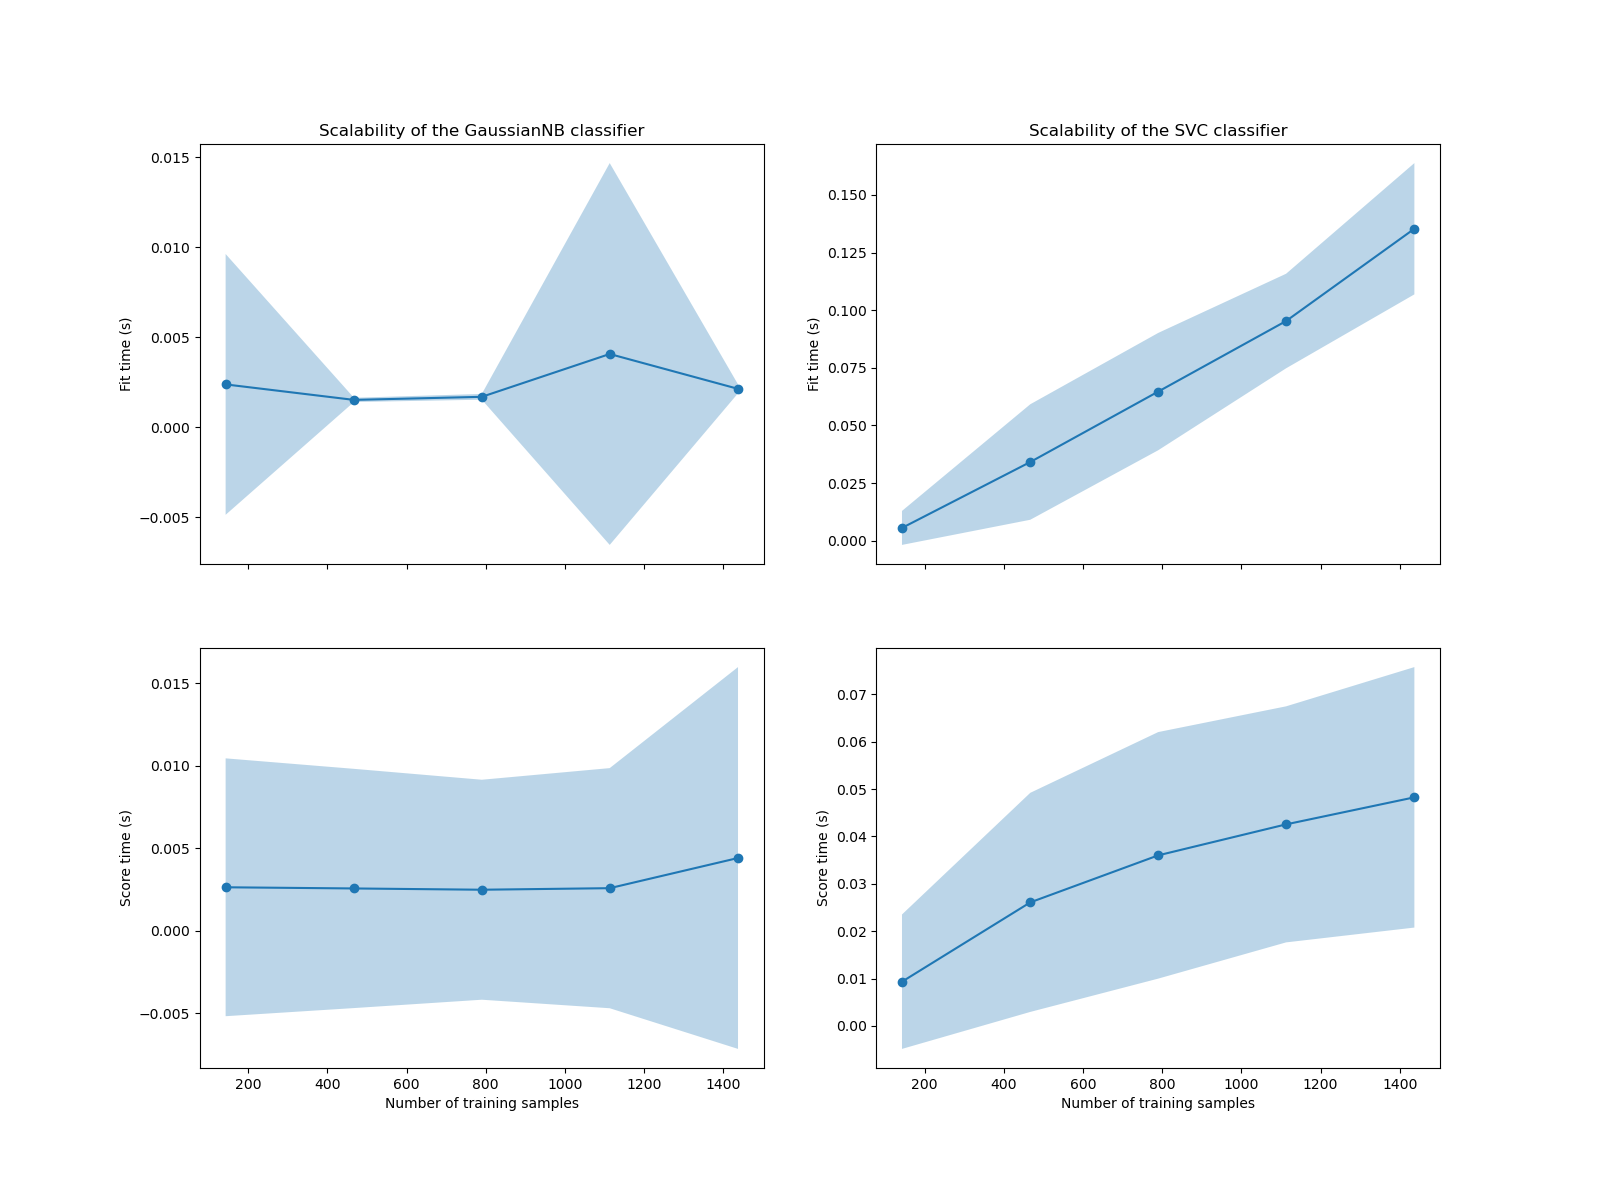 Scalability of the GaussianNB classifier
0.015
0.010
0.005
0.000
−0.005
Fit time (s)
Scalability of the SVC classifier
0.150
0.125
0.100
0.075
0.050
0.025
0.000
Fit time (s)
0.015
0.010
0.005
0.000
−0.005
Score time (s)
200 400 600 800 1000 1200 1400
Number of training samples
0.07
0.06
0.05
0.04
0.03
0.02
0.01
0.00
Score time (s)
200 400 600 800 1000 1200 1400
Number of training samples